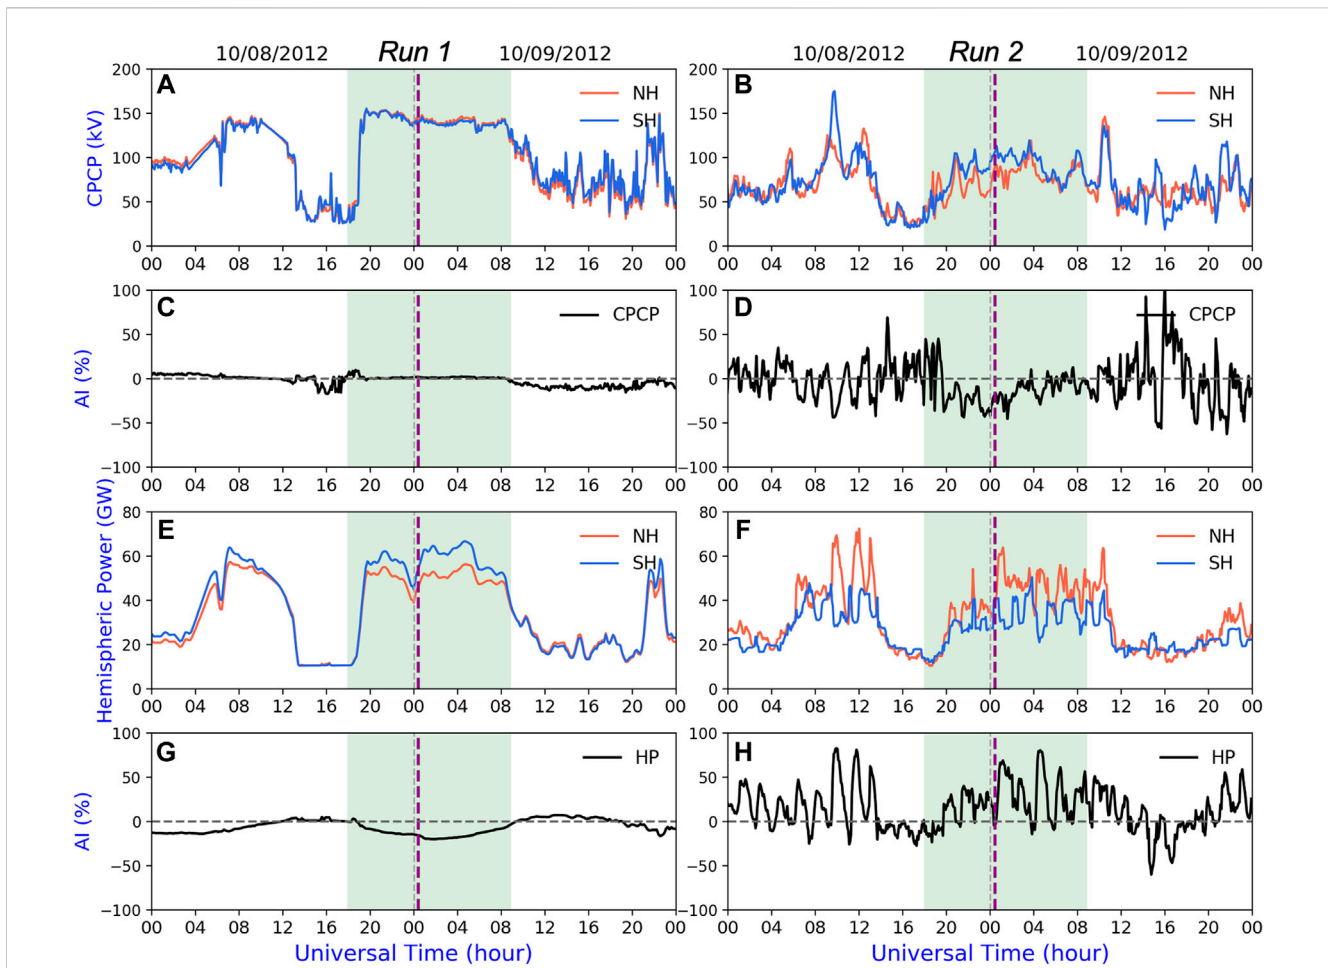 10/08/2012 Run 1 10/09/2012 10/08/2012 Run 2 10/09/2012
A NH SH
B NH SH
CPCP (kV)
200 150 100 50 0
200 150 100 50 0
00 04 08 12 16 20 00 04 08 12 16 20 00
00 04 08 12 16 20 00 04 08 12 16 20 00
C CPCP
D CPCP
AI (%)
100 50 0 −50 −100
100 50 0 −50 −100
00 04 08 12 16 20 00 04 08 12 16 20 00
00 04 08 12 16 20 00 04 08 12 16 20 00
E NH SH
F NH SH
Hemispheric Power (GW)
80 60 40 20 0
80 60 40 20 0
00 04 08 12 16 20 00 04 08 12 16 20 00
00 04 08 12 16 20 00 04 08 12 16 20 00
G HP
H HP
AI (%)
100 50 0 −50 −100
100 50 0 −50 −100
00 04 08 12 16 20 00 04 08 12 16 20 00
00 04 08 12 16 20 00 04 08 12 16 20 00
Universal Time (hour) Universal Time (hour)